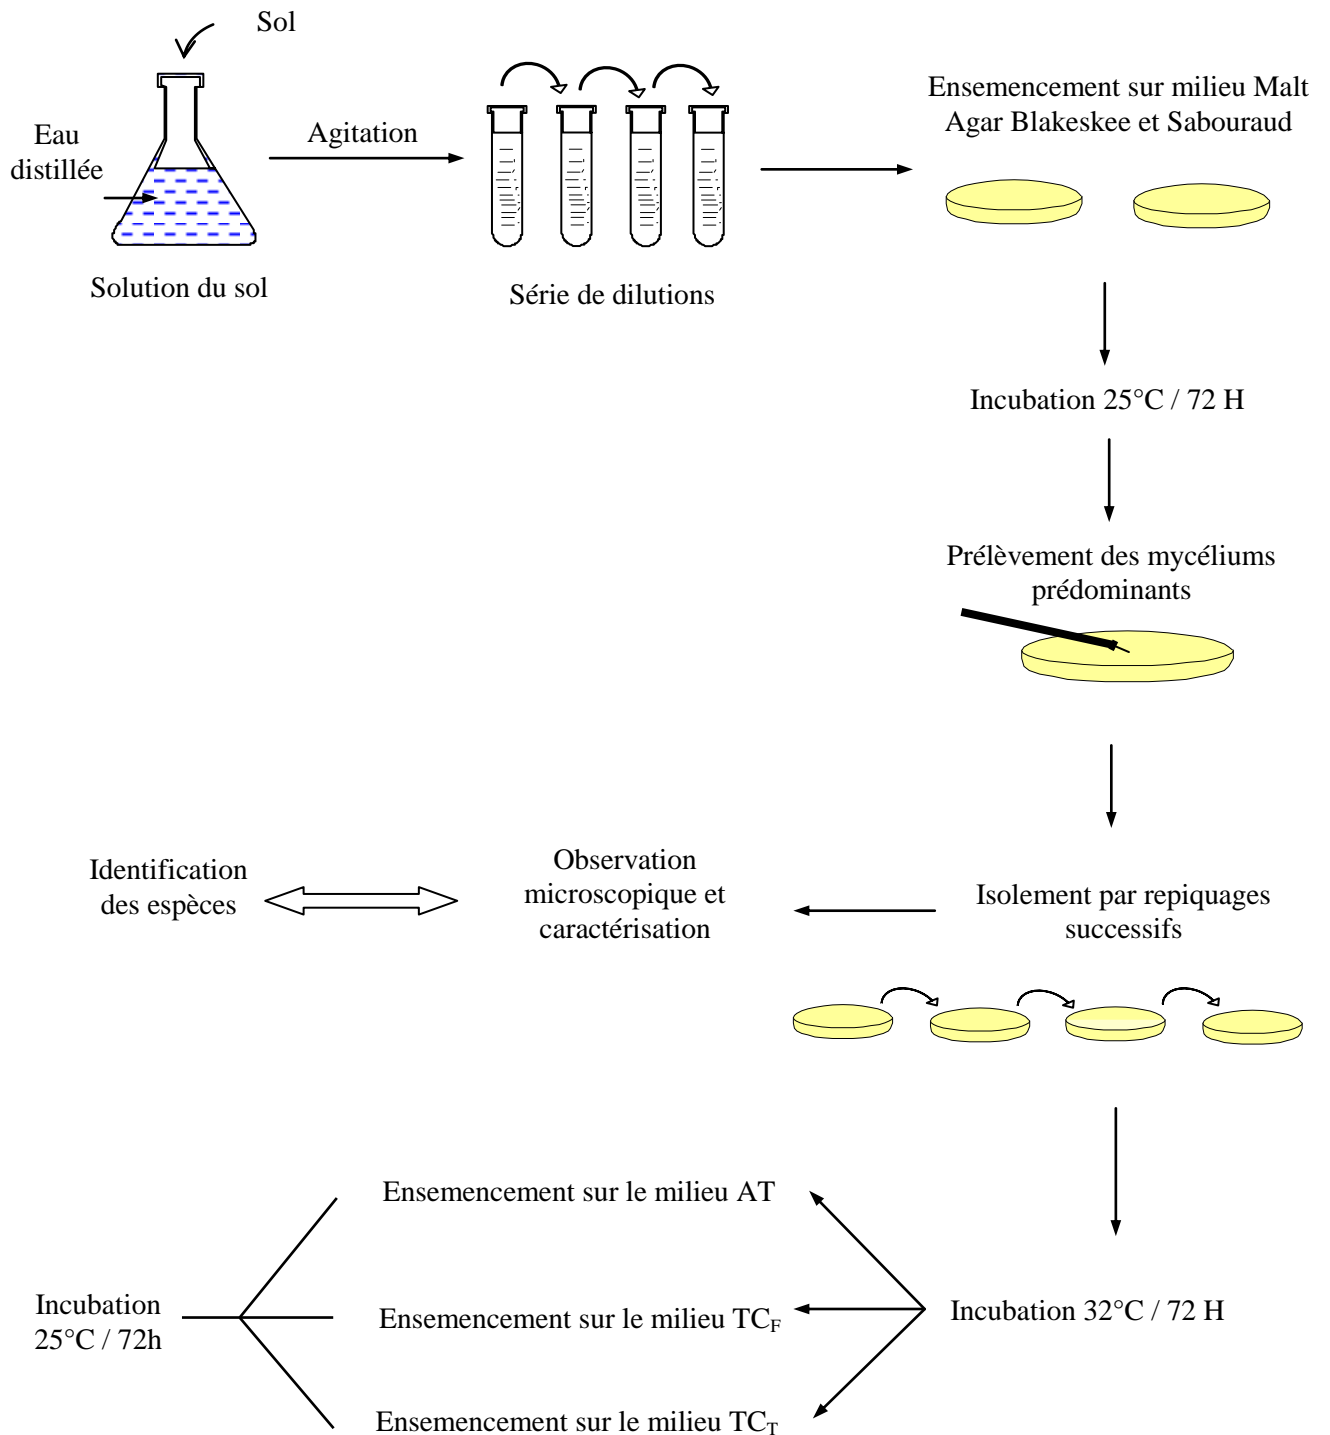 Sol
Eau
distillée
Agitation
Ensemencement sur milieu Malt
Agar Blakeskee et Sabouraud
Solution du sol
Série de dilutions
Incubation 25°C / 72 H
Prélèvement des mycéliums
prédominants
Isolement par repiquages
successifs
Observation
microscopique et
caractérisation
Identification
des espèces
Incubation 32°C / 72 H
Ensemencement sur le milieu AT
Ensemencement sur le milieu TC_F
Ensemencement sur le milieu TC_T
Incubation
25°C / 72h